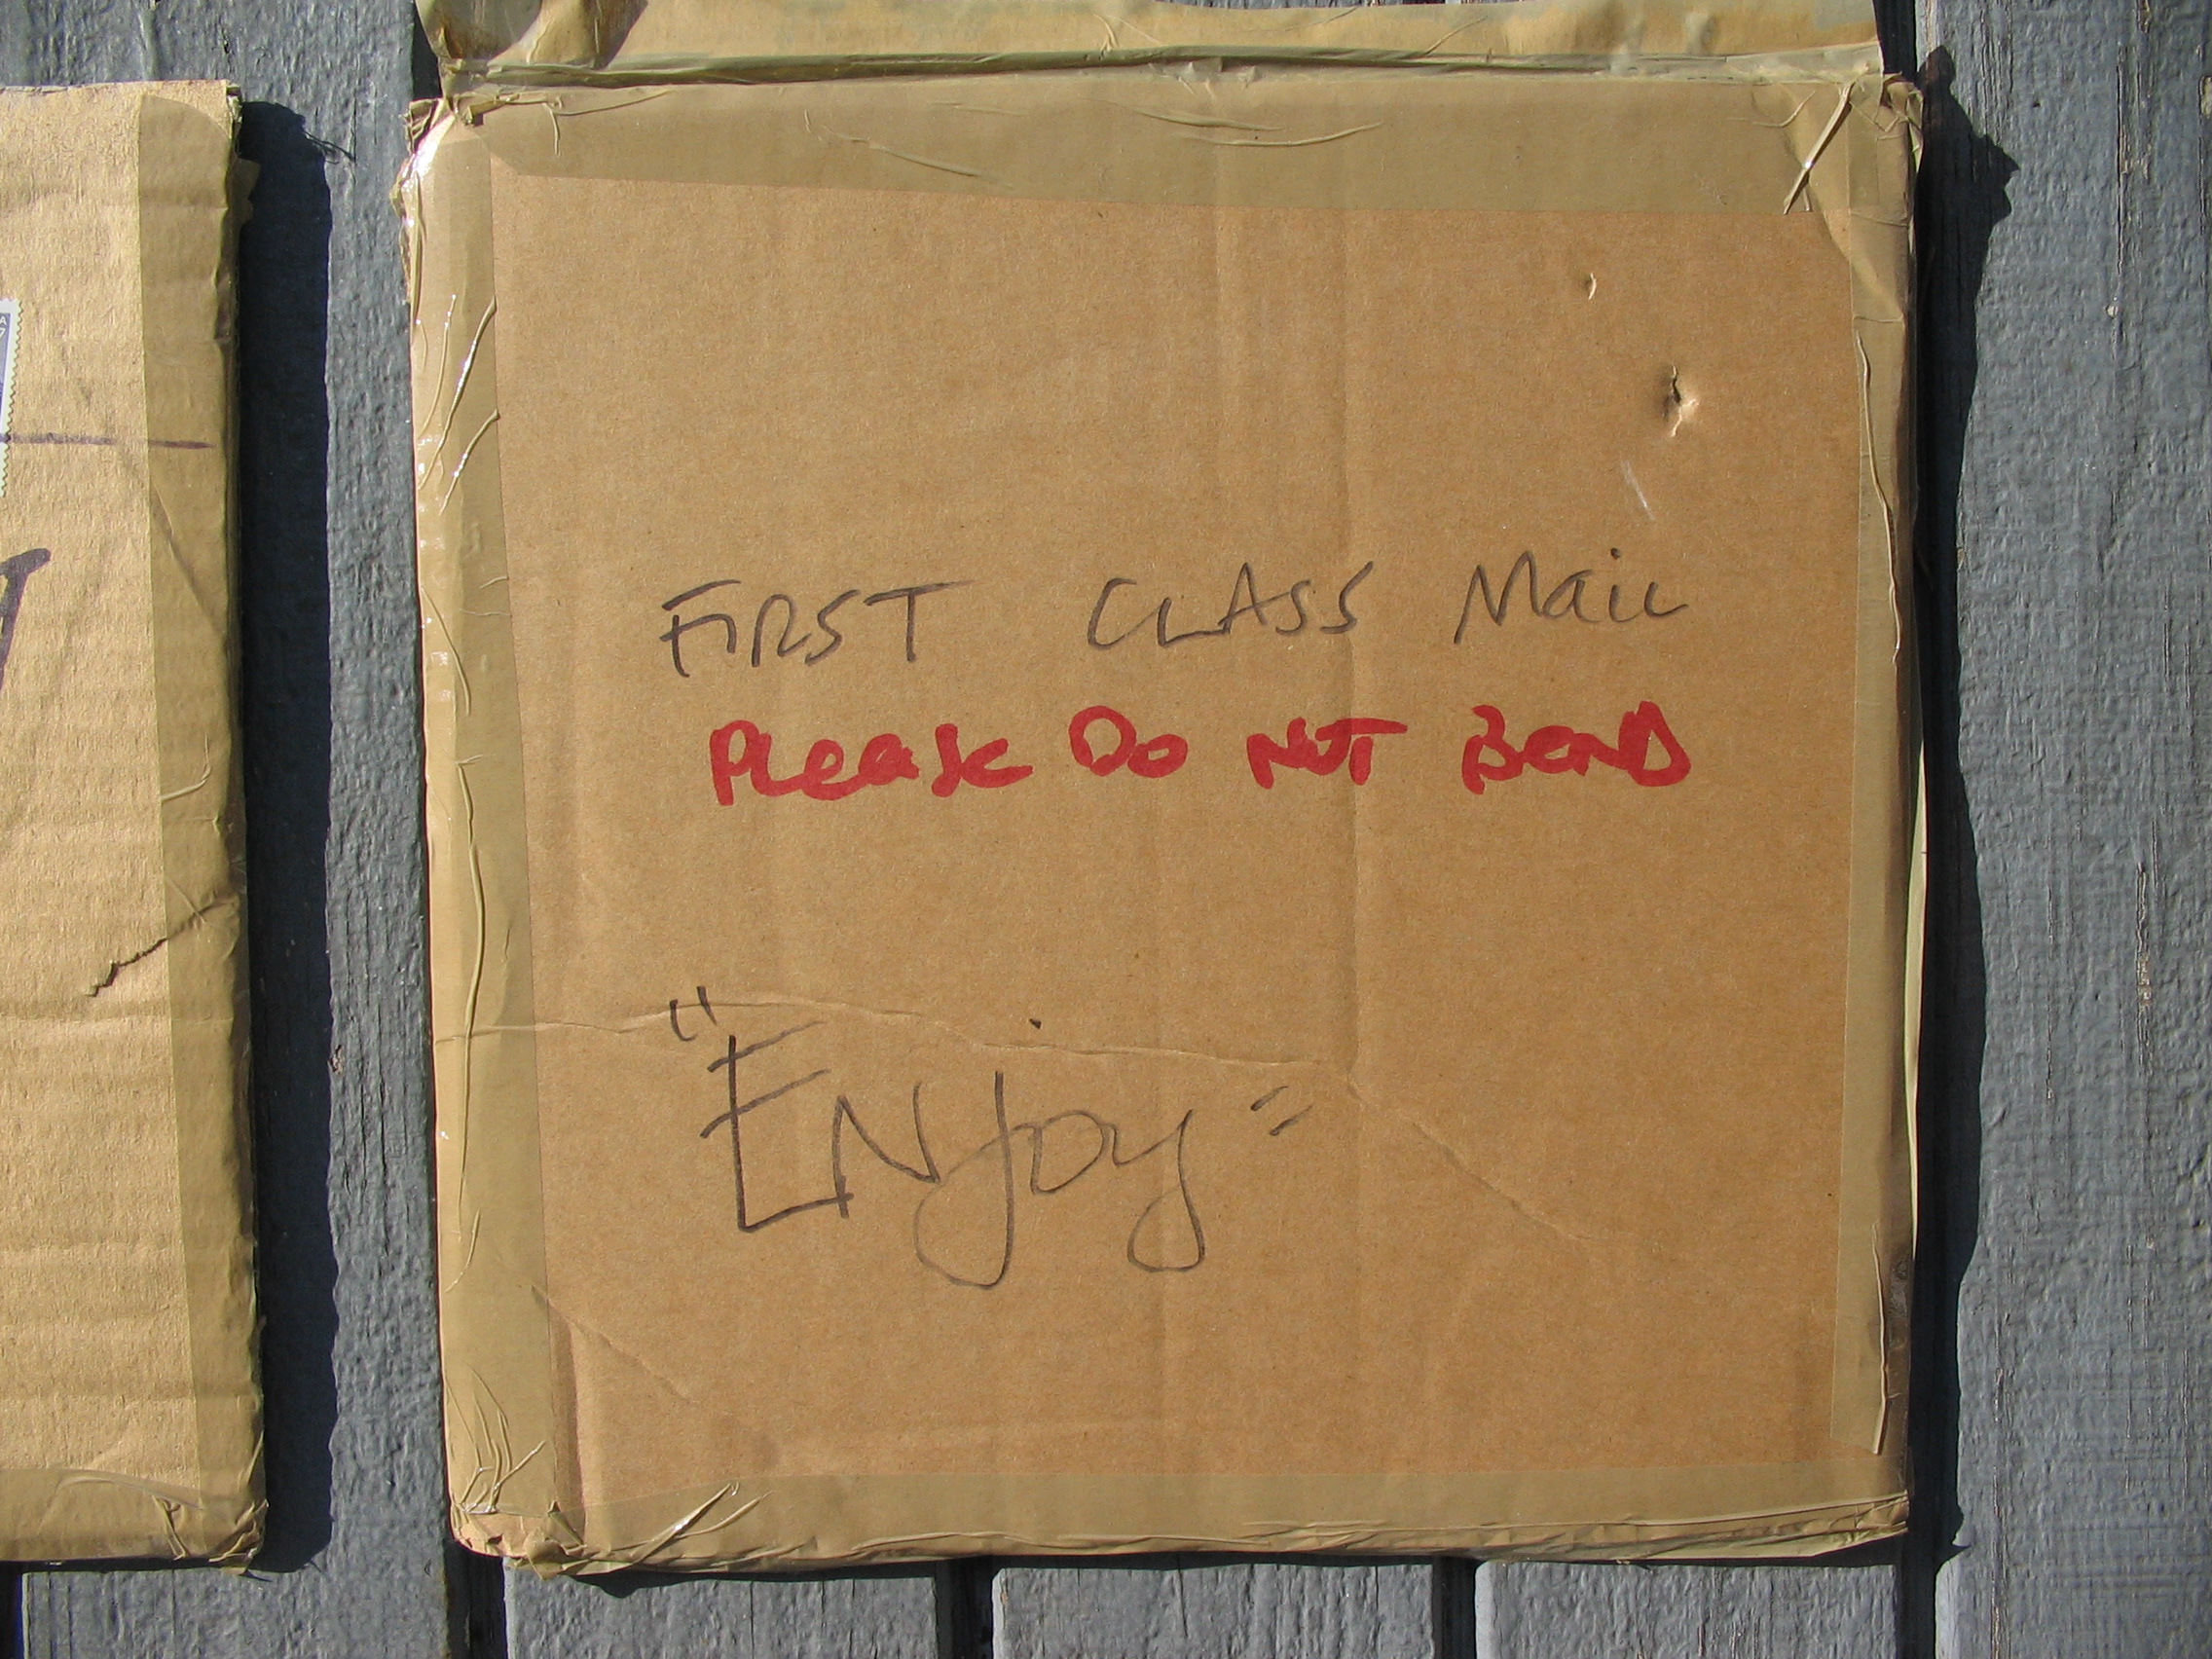 FIRST CLASS MaiL
PLease Do NOT BenD
"ENjoy"